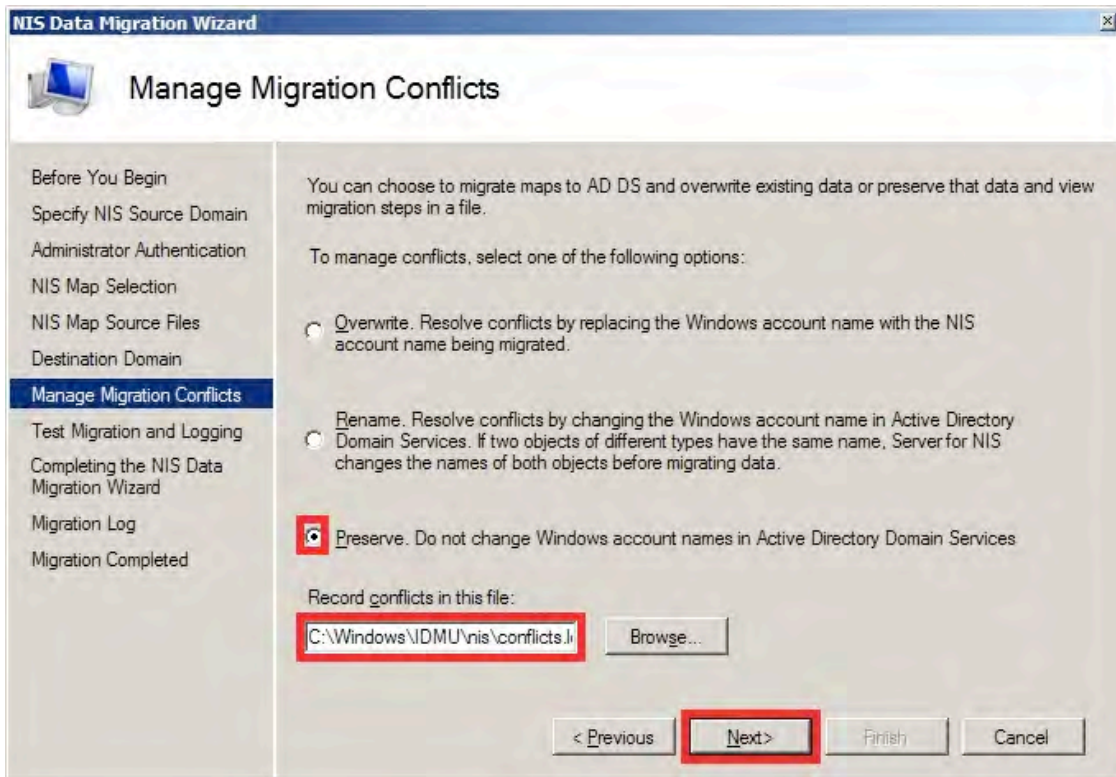 NIS Data Migration Wizard
Manage Migration Conflicts
Before You Begin
Specify NIS Source Domain
Administrator Authentication
NIS Map Selection
NIS Map Source Files
Destination Domain
Manage Migration Conflicts
Test Migration and Logging
Completing the NIS Data
Migration Wizard
Migration Log
Migration Completed
You can choose to migrate maps to AD DS and overwrite existing data or preserve that data and view
migration steps in a file.
To manage conflicts, select one of the following options:
Overwrite. Resolve conflicts by replacing the Windows account name with the NIS
account name being migrated.
Rename. Resolve conflicts by changing the Windows account name in Active Directory
Domain Services. If two objects of different types have the same name, Server for NIS
changes the names of both objects before migrating data.
Preserve. Do not change Windows account names in Active Directory Domain Services
Record conflicts in this file:
C:\Windows\IDMU\nis\conflicts.l
Browse...
< Previous
Next>
Finish
Cancel